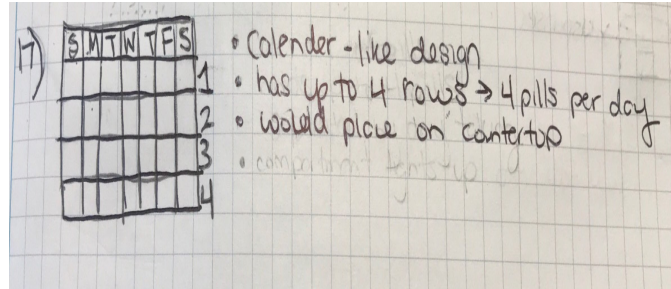 17)
S M T W T F S
1
2
3
4
• Calender-like design
• has up to 4 rows → 4 pills per day
• would place on countertop